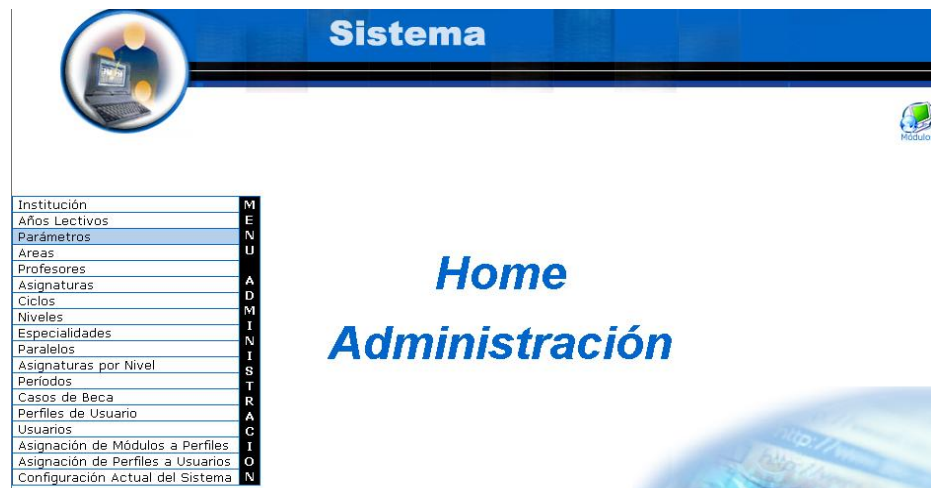 Sistema
Módulo
Institución
Años Lectivos
Parámetros
Areas
Profesores
Asignaturas
Ciclos
Niveles
Especialidades
Paralelos
Asignaturas por Nivel
Períodos
Casos de Beca
Perfiles de Usuario
Usuarios
Asignación de Módulos a Perfiles
Asignación de Perfiles a Usuarios
Configuración Actual del Sistema
MENU ADMINISTRACION
Home
Administración
http://